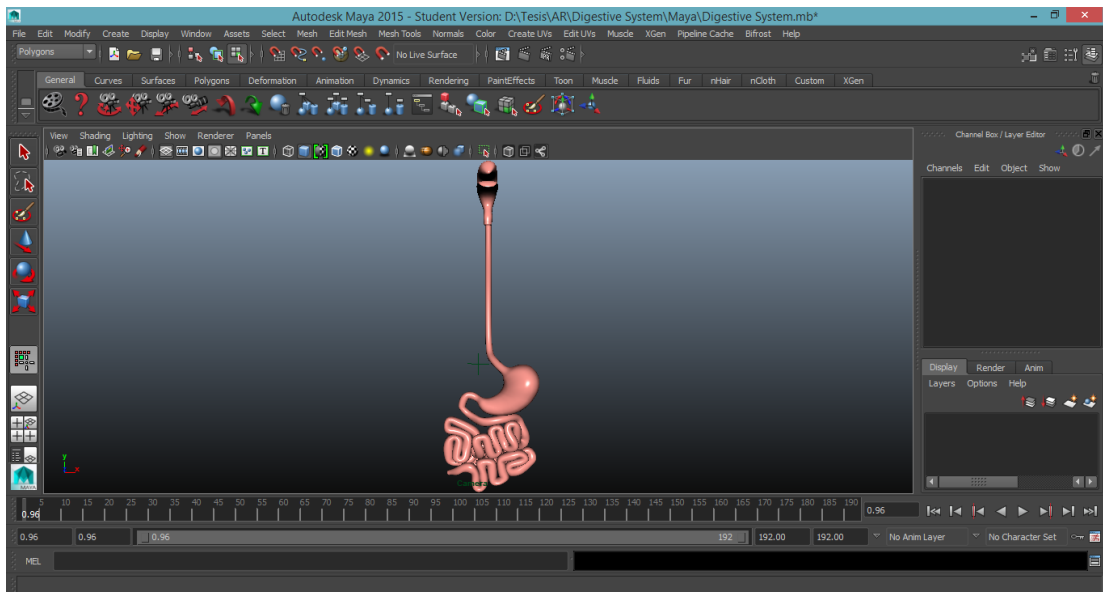 Autodesk Maya 2015 - Student Version: D:\Tesis\AR\Digestive System\Maya\Digestive System.mb*
File Edit Modify Create Display Window Assets Select Mesh Edit Mesh Mesh Tools Normals Color Create UVs Edit UVs Muscle XGen Pipeline Cache Bifrost Help
Polygons No Live Surface
General Curves Surfaces Polygons Deformation Animation Dynamics Rendering PaintEffects Toon Muscle Fluids Fur nHair nCloth Custom XGen
View Shading Lighting Show Renderer Panels
Channel Box / Layer Editor
Channels Edit Object Show
Display Render Anim
Layers Options Help
y
x
5 10 15 20 25 30 35 40 45 50 55 60 65 70 75 80 85 90 95 100 105 110 115 120 125 130 135 140 145 150 155 160 165 170 175 180 185 190
0.96 0.96
0.96 0.96 0.96 192 192.00 192.00 No Anim Layer No Character Set
MEL